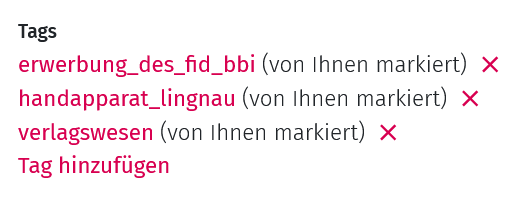 Tags
erwerbung_des_fid_bbi (von Ihnen markiert) ×
handapparat_lingnau (von Ihnen markiert) ×
verlagswesen (von Ihnen markiert) ×
Tag hinzufügen